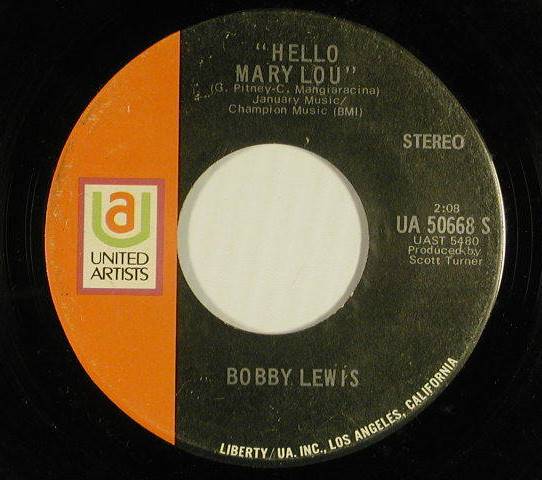 "HELLO
MARY LOU"
(G. Pitney-C. Mangiaracina)
January Music/
Champion Music (BMI)
STEREO
ua
UNITED
ARTISTS
2:08
UA 50668 S
UAST 5480
Produced by
Scott Turner
BOBBY LEWIS
LIBERTY/UA. INC., LOS ANGELES, CALIFORNIA